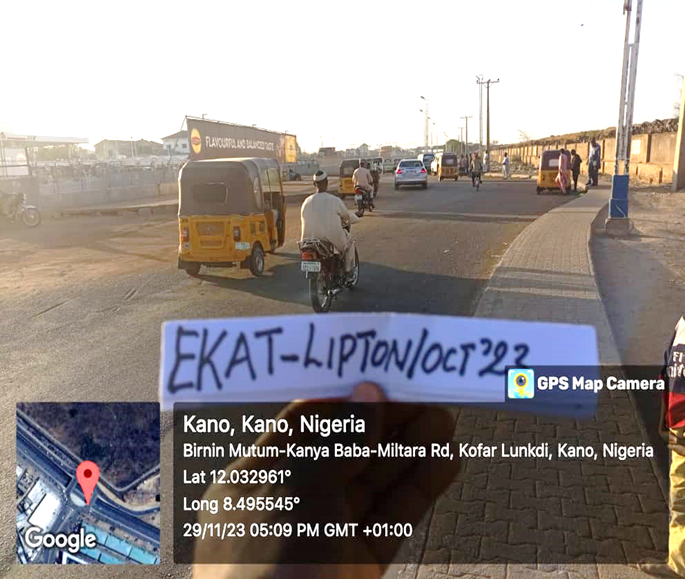 FLAVOURFUL AND BALANCED TASTE
EKAT-LIPTON/OCT'23
GPS Map Camera
Kano, Kano, Nigeria
Birnin Mutum-Kanya Baba-Miltara Rd, Kofar Lunkdi, Kano, Nigeria
Lat 12.032961°
Long 8.495545°
29/11/23 05:09 PM GMT +01:00
Google